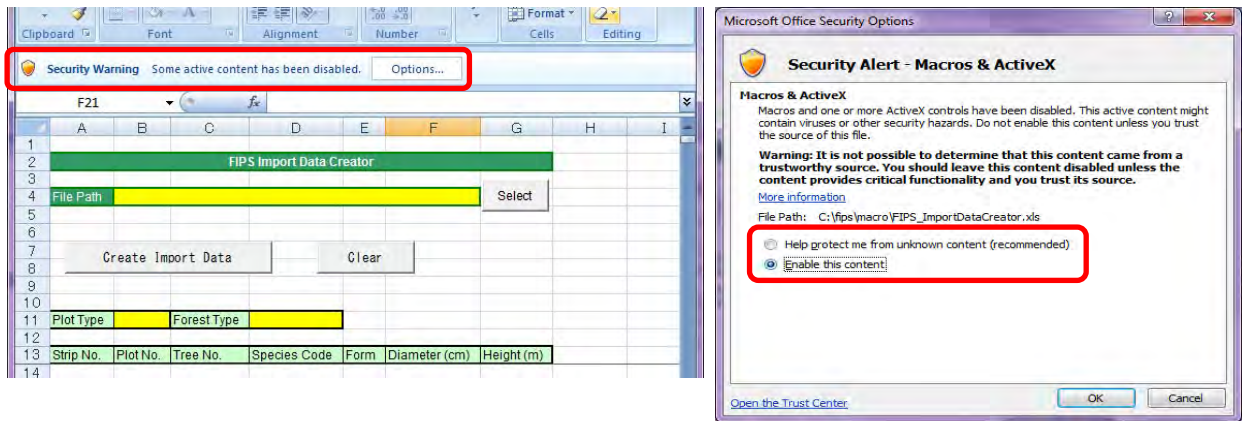 A
Format
Clipboard
Font
Alignment
Number
Cells
Editing
Security Warning Some active content has been disabled. Options...
F21
fx
A B C D E F G H I
1
2 FIPS Import Data Creator
3
4 File Path Select
5
6
7 Create Import Data Clear
8
9
10
11 Plot Type Forest Type
12
13 Strip No. Plot No. Tree No. Species Code Form Diameter (cm) Height (m)
14
Microsoft Office Security Options
Security Alert - Macros & ActiveX
Macros & ActiveX
Macros and one or more ActiveX controls have been disabled. This active content might
contain viruses or other security hazards. Do not enable this content unless you trust
the source of this file.
Warning: It is not possible to determine that this content came from a
trustworthy source. You should leave this content disabled unless the
content provides critical functionality and you trust its source.
More information
File Path: C:\fips\macro\FIPS_ImportDataCreator.xls
Help protect me from unknown content (recommended)
Enable this content
Open the Trust Center
OK Cancel